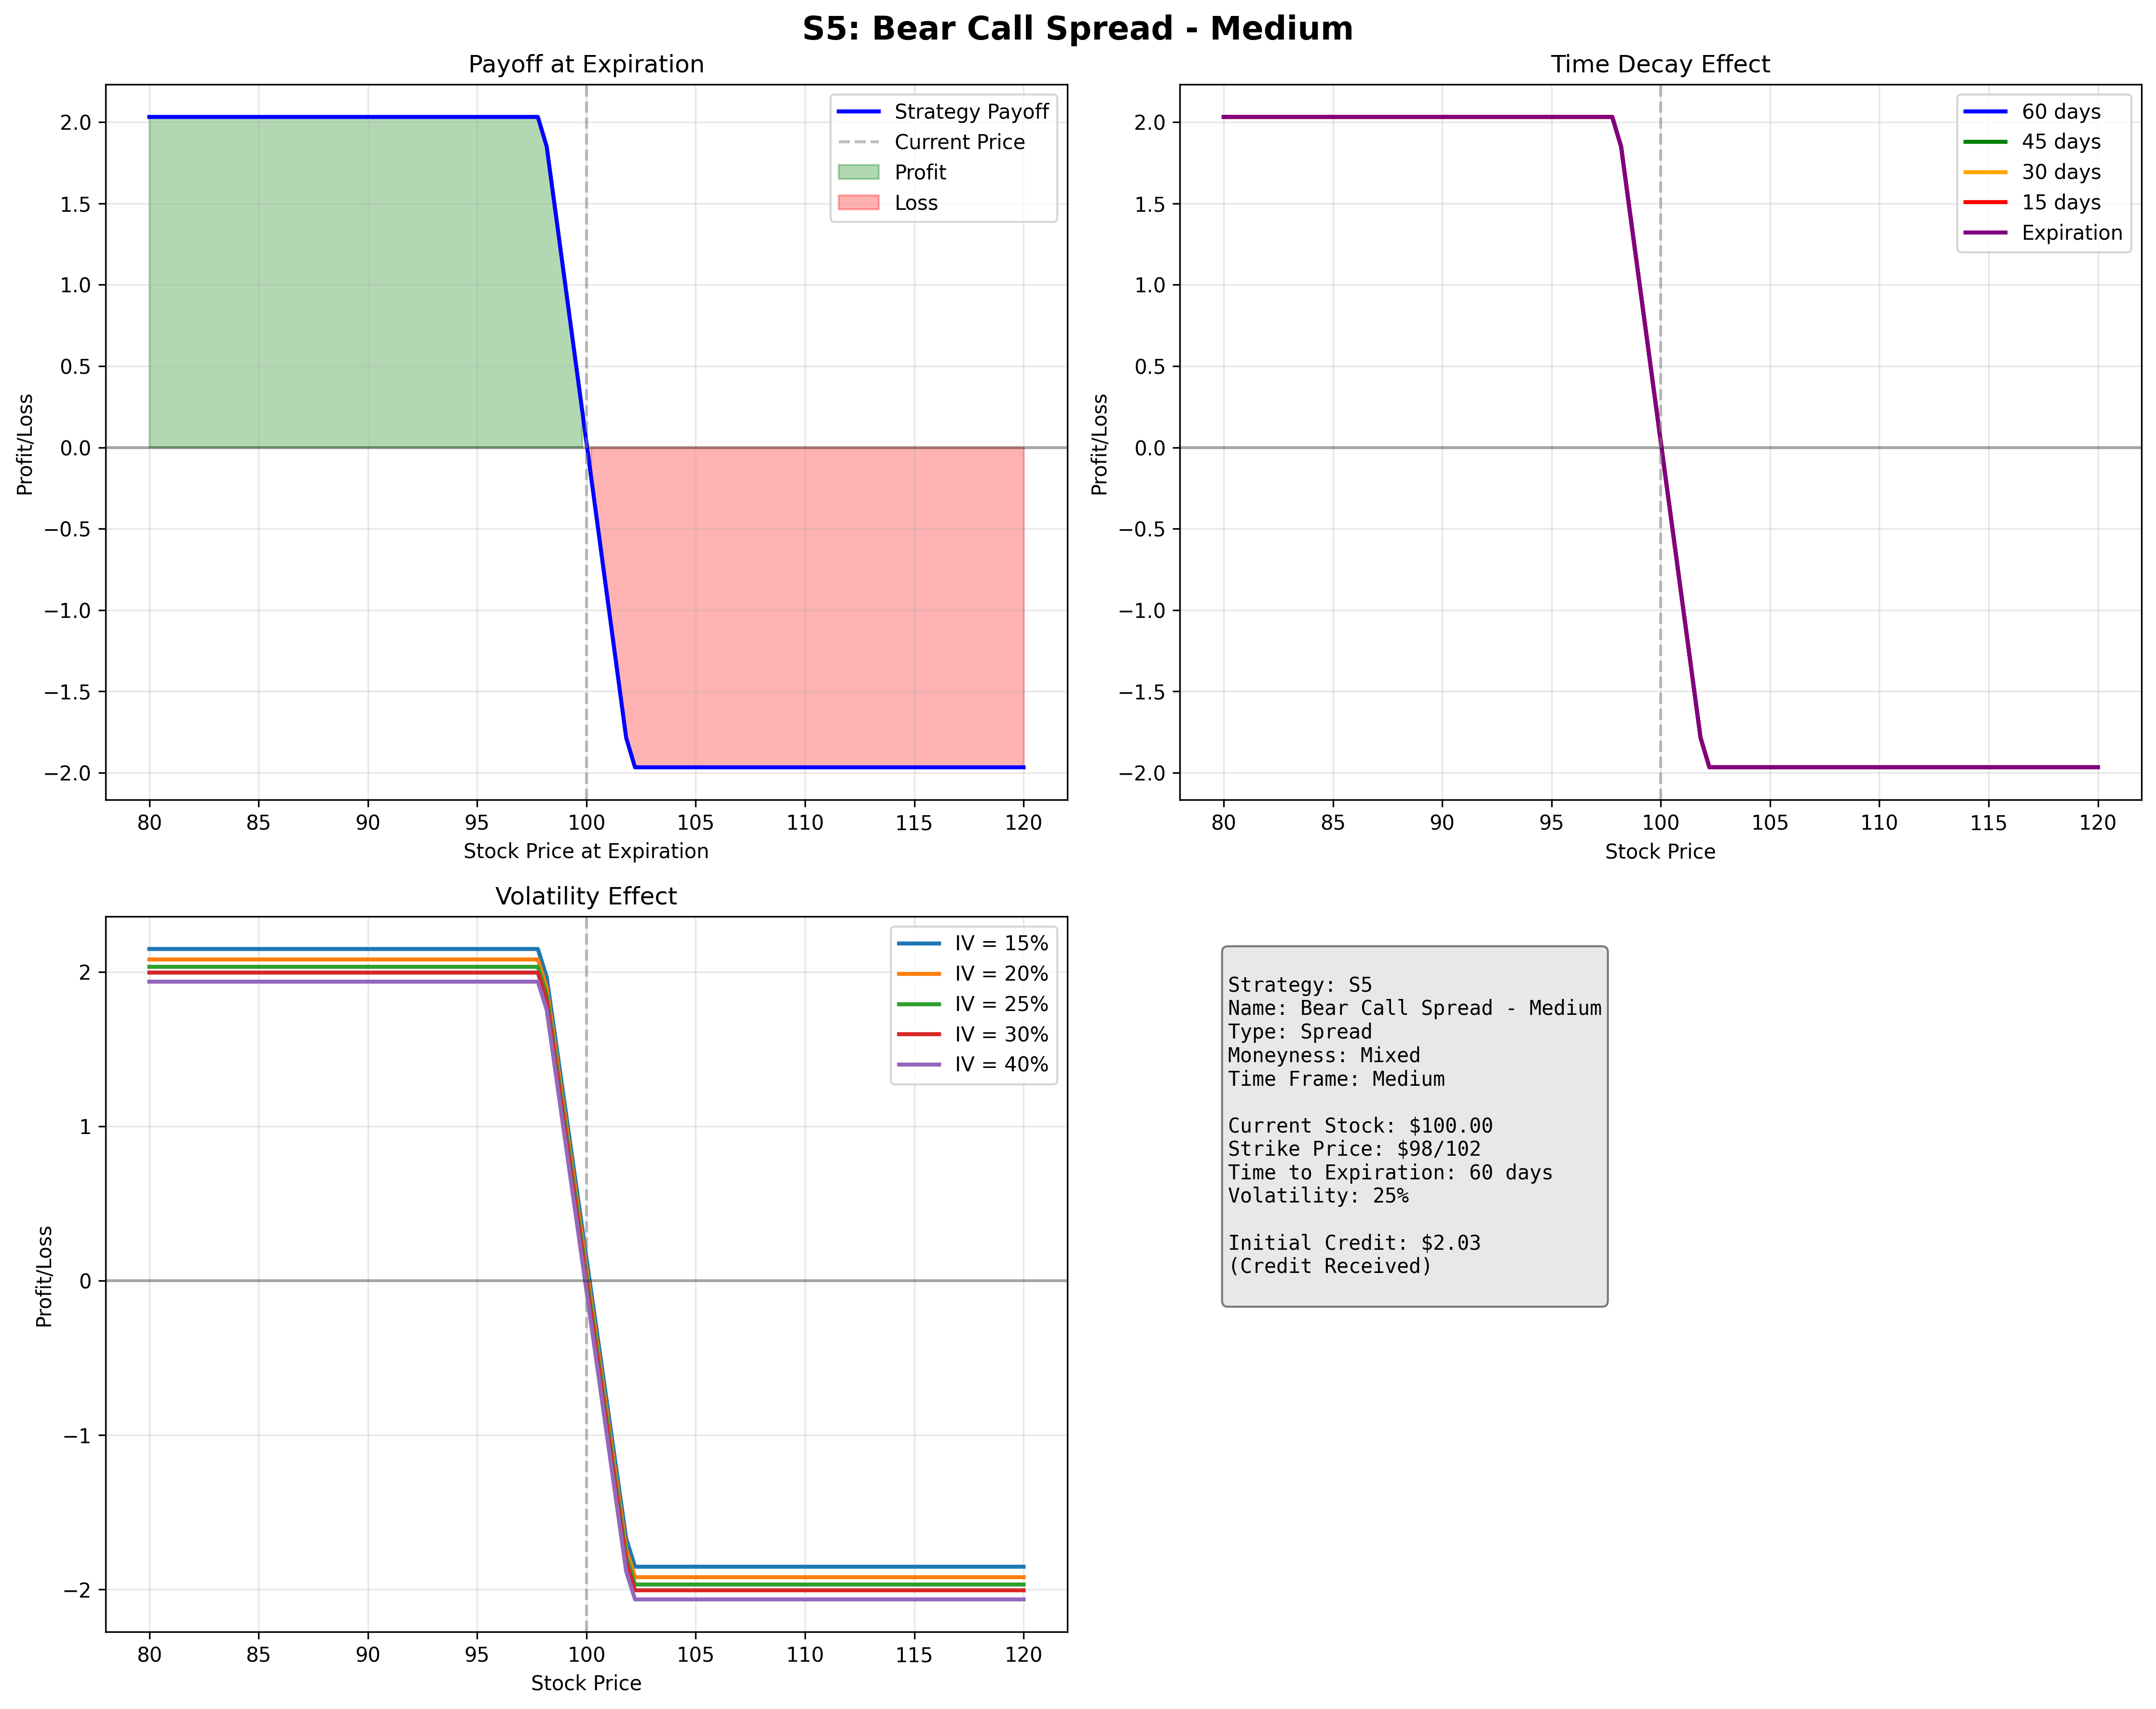 S5: Bear Call Spread - Medium
Payoff at Expiration
Profit/Loss
2.0
1.5
1.0
0.5
0.0
−0.5
−1.0
−1.5
−2.0
80 85 90 95 100 105 110 115 120
Stock Price at Expiration
Strategy Payoff
Current Price
Profit
Loss
Time Decay Effect
Profit/Loss
2.0
1.5
1.0
0.5
0.0
−0.5
−1.0
−1.5
−2.0
80 85 90 95 100 105 110 115 120
Stock Price
60 days
45 days
30 days
15 days
Expiration
Volatility Effect
Profit/Loss
2
1
0
−1
−2
80 85 90 95 100 105 110 115 120
Stock Price
IV = 15%
IV = 20%
IV = 25%
IV = 30%
IV = 40%
Strategy: S5
Name: Bear Call Spread - Medium
Type: Spread
Moneyness: Mixed
Time Frame: Medium
Current Stock: $100.00
Strike Price: $98/102
Time to Expiration: 60 days
Volatility: 25%
Initial Credit: $2.03
(Credit Received)